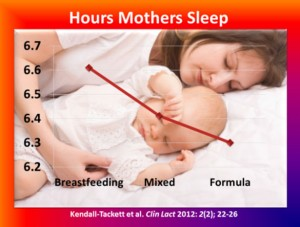 Hours Mothers Sleep
6.7
6.6
6.5
6.4
6.3
6.2
Breastfeeding Mixed Formula
Kendall-Tackett et al. Clin Lact 2012: 2(2); 22-26